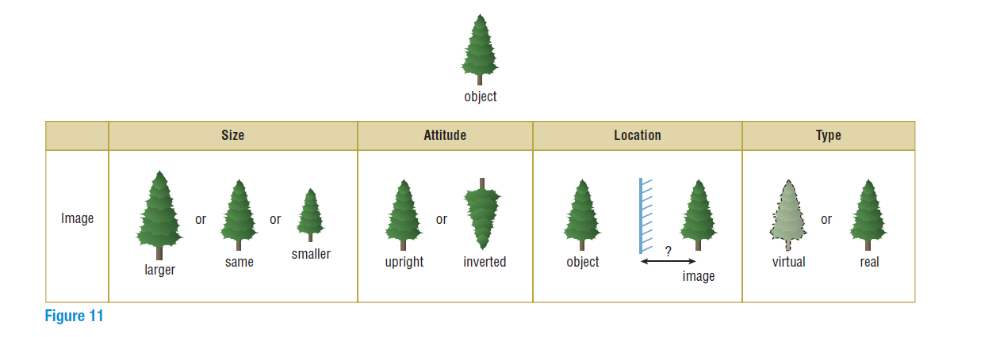 object
Size
Attitude
Location
Type
Image
larger
or
same
or
smaller
upright
or
inverted
object
?
image
virtual
or
real
Figure 11